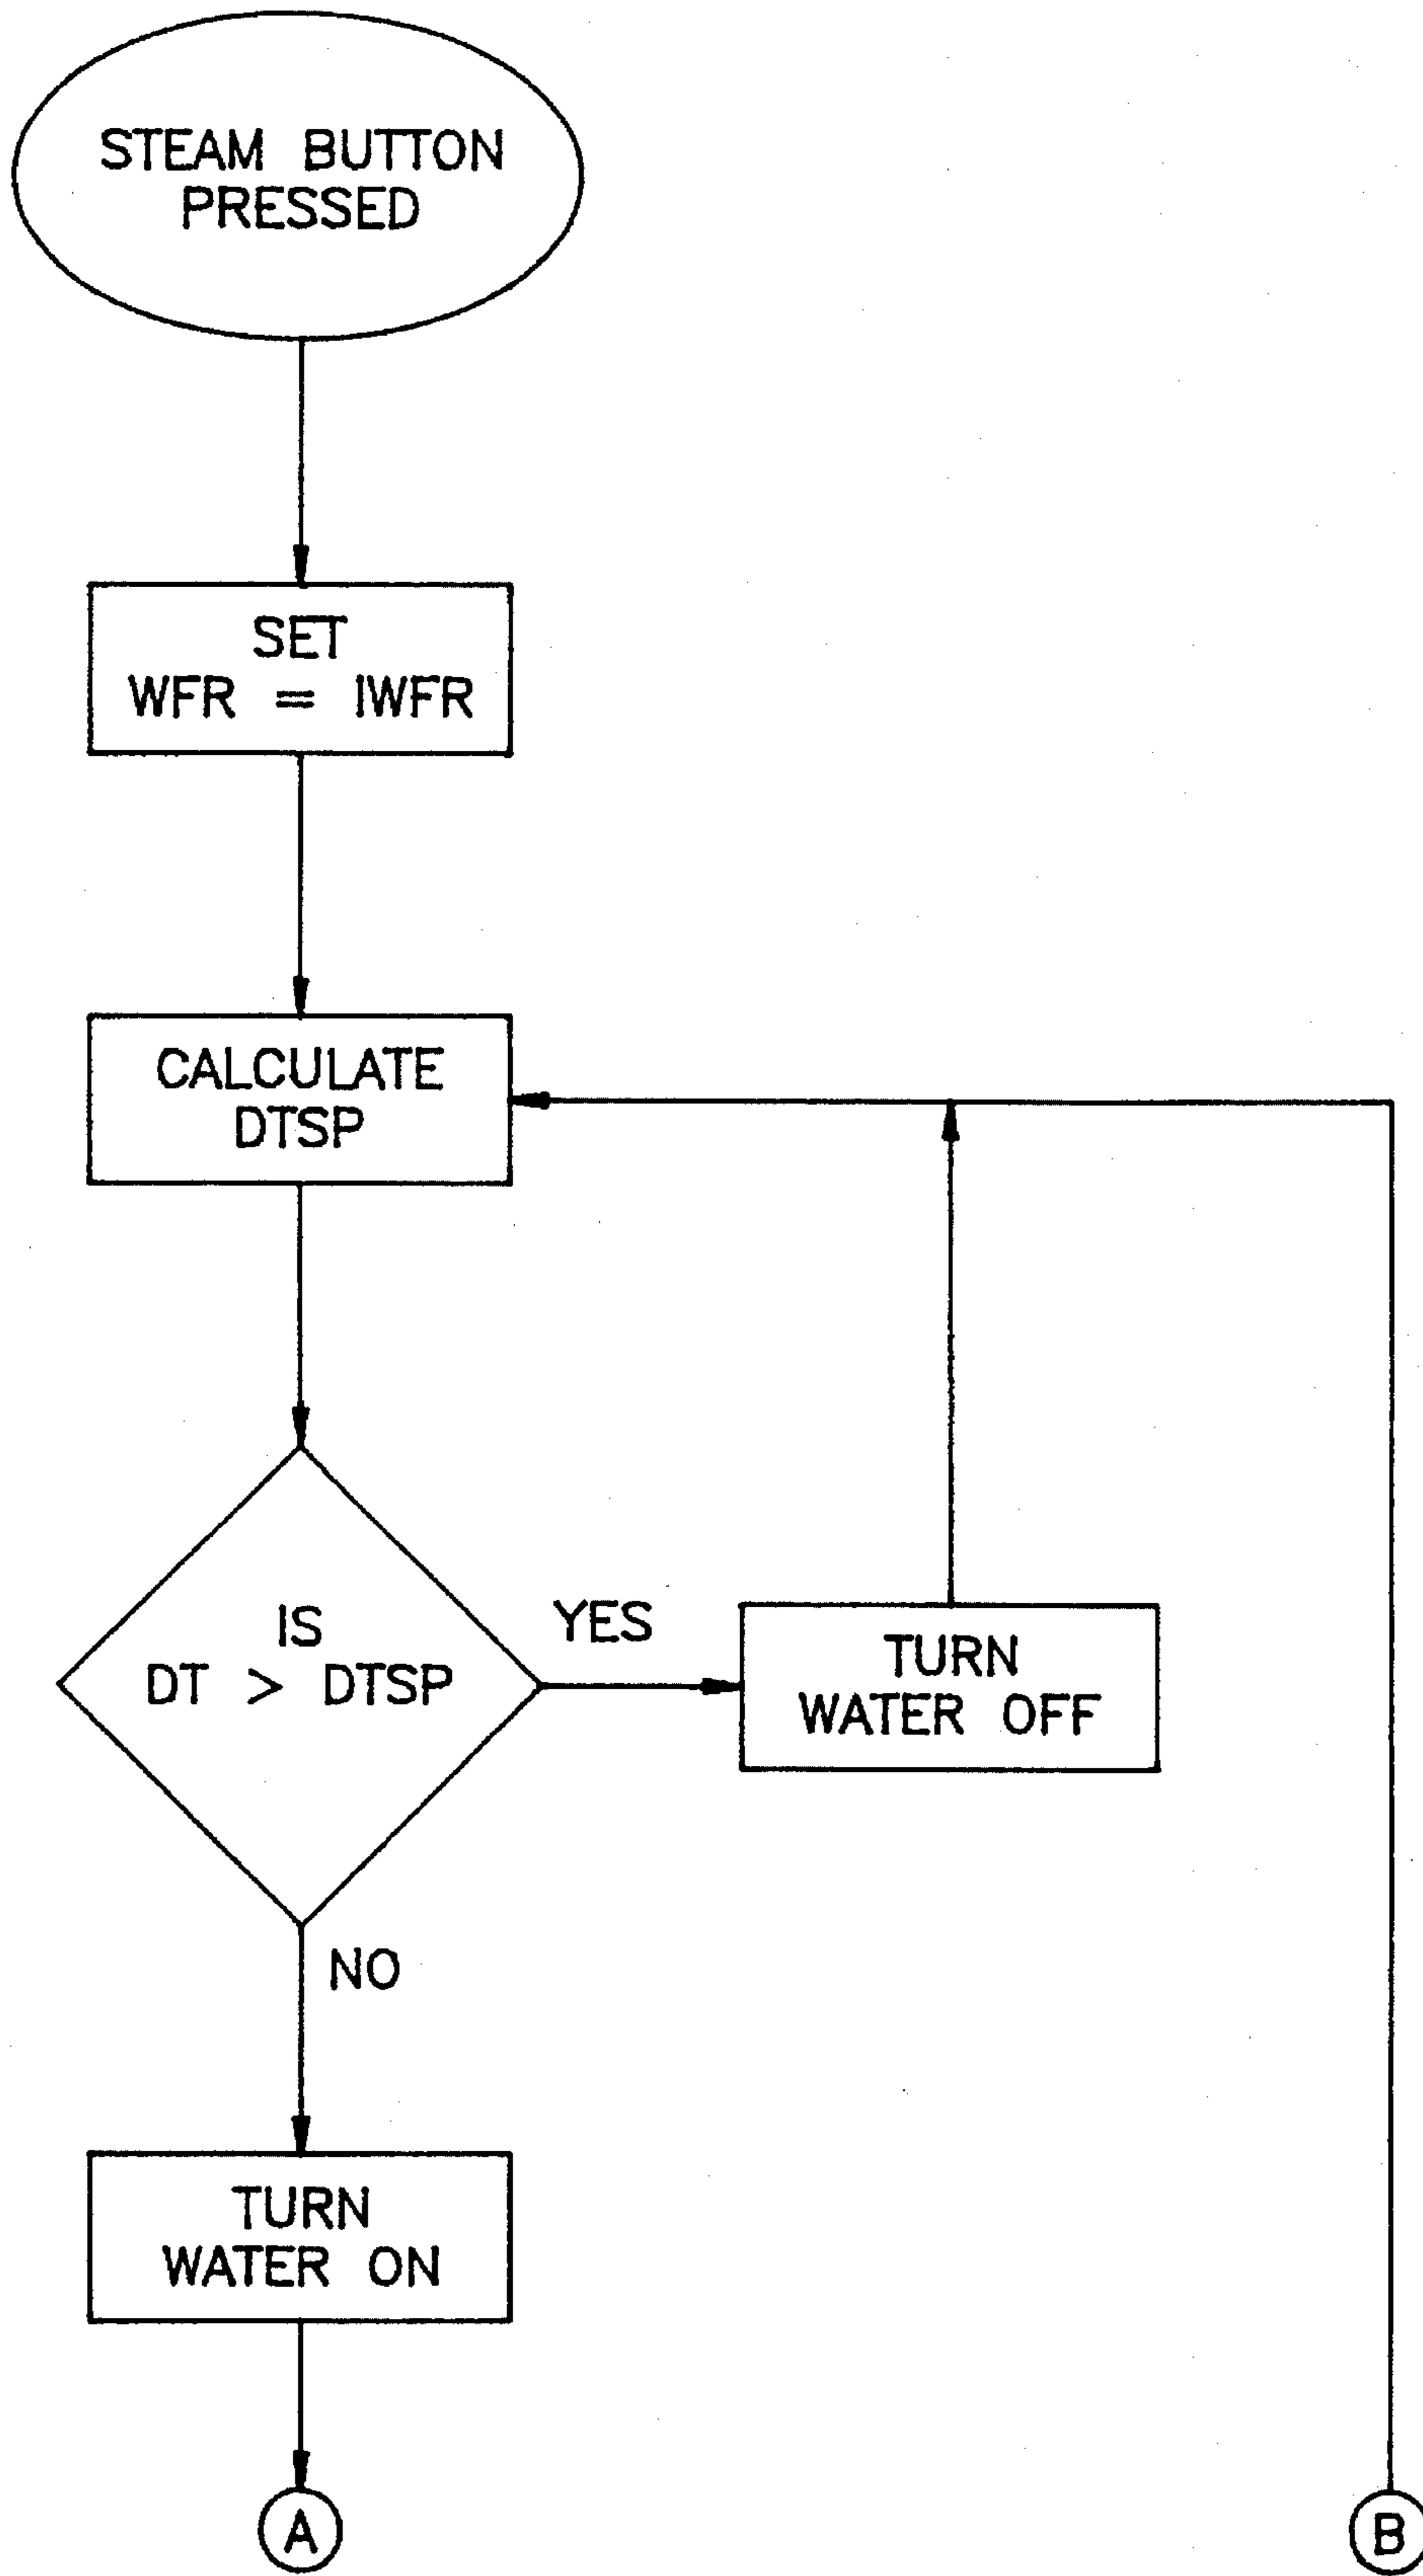 STEAM BUTTON
PRESSED
SET
WFR = IWFR
CALCULATE
DTSP
IS
DT > DTSP
YES
TURN
WATER OFF
NO
TURN
WATER ON
A
B